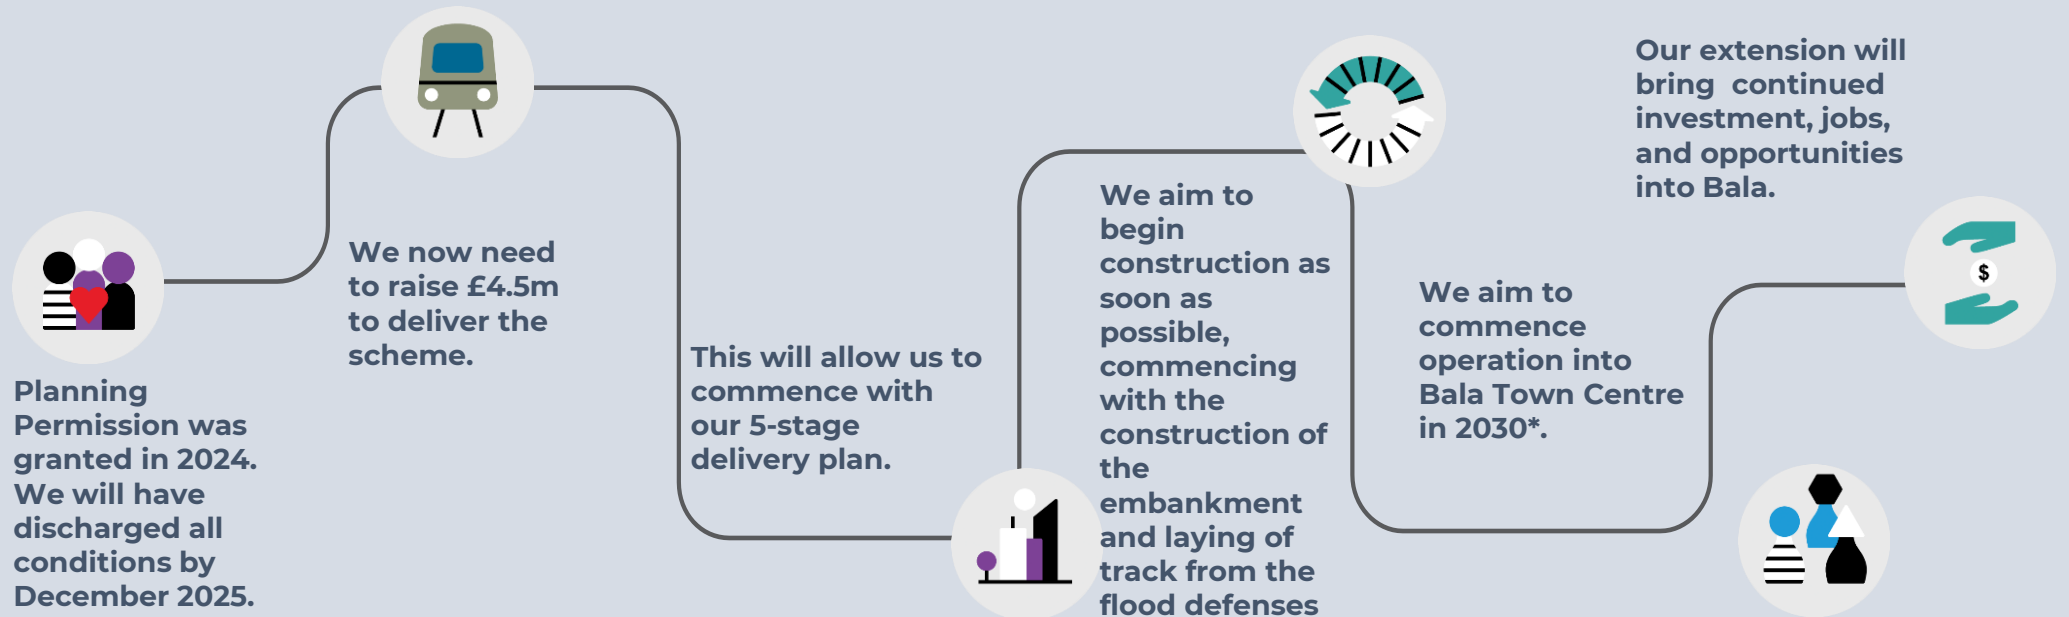 Planning
Permission was
granted in 2024.
We will have
discharged all
conditions by
December 2025.
We now need
to raise £4.5m
to deliver the
scheme.
This will allow us to
commence with
our 5-stage
delivery plan.
We aim to
begin
construction as
soon as
possible,
commencing
with the
construction of
the
embankment
and laying of
track from the
flood defenses
We aim to
commence
operation into
Bala Town Centre
in 2030*.
Our extension will
bring  continued
investment, jobs,
and opportunities
into Bala.
$